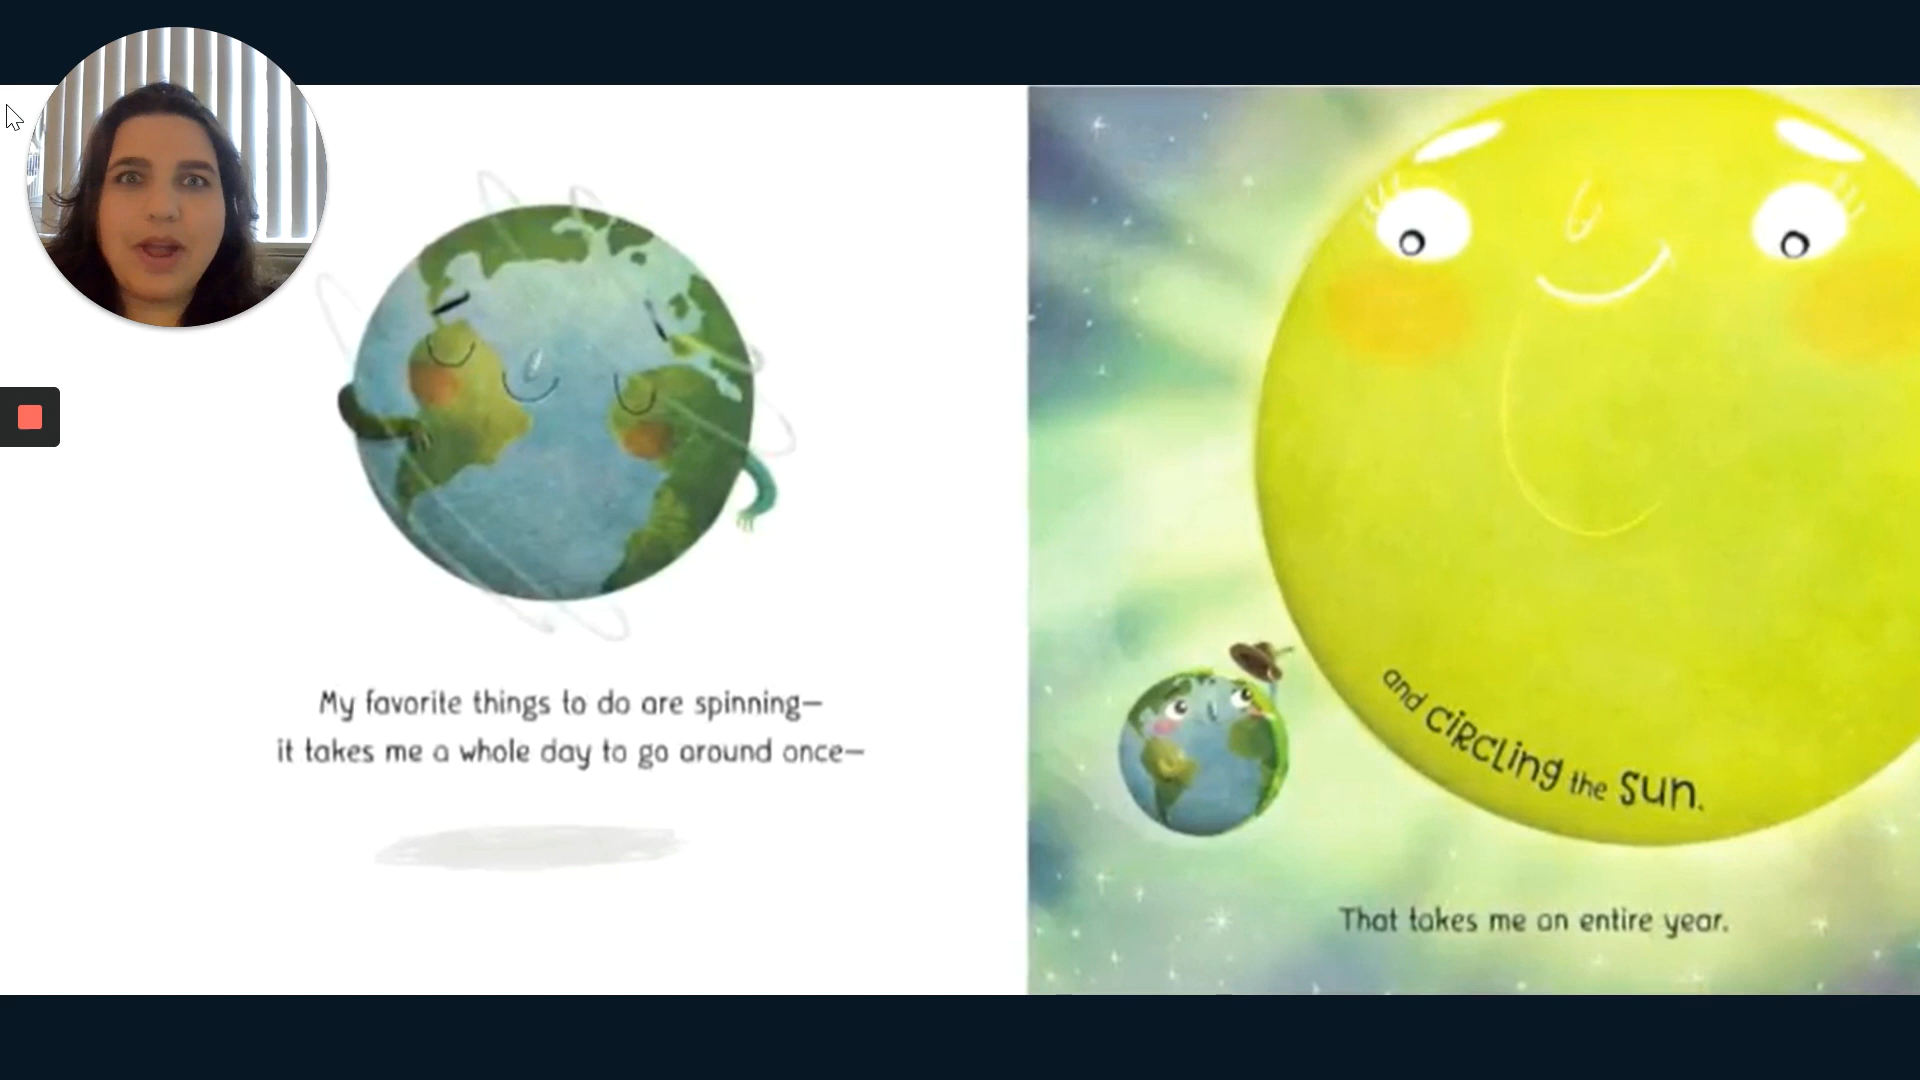 My favorite things to do are spinning—
it takes me a whole day to go around once—
and CiRCLing the Sun.
That takes me an entire year.